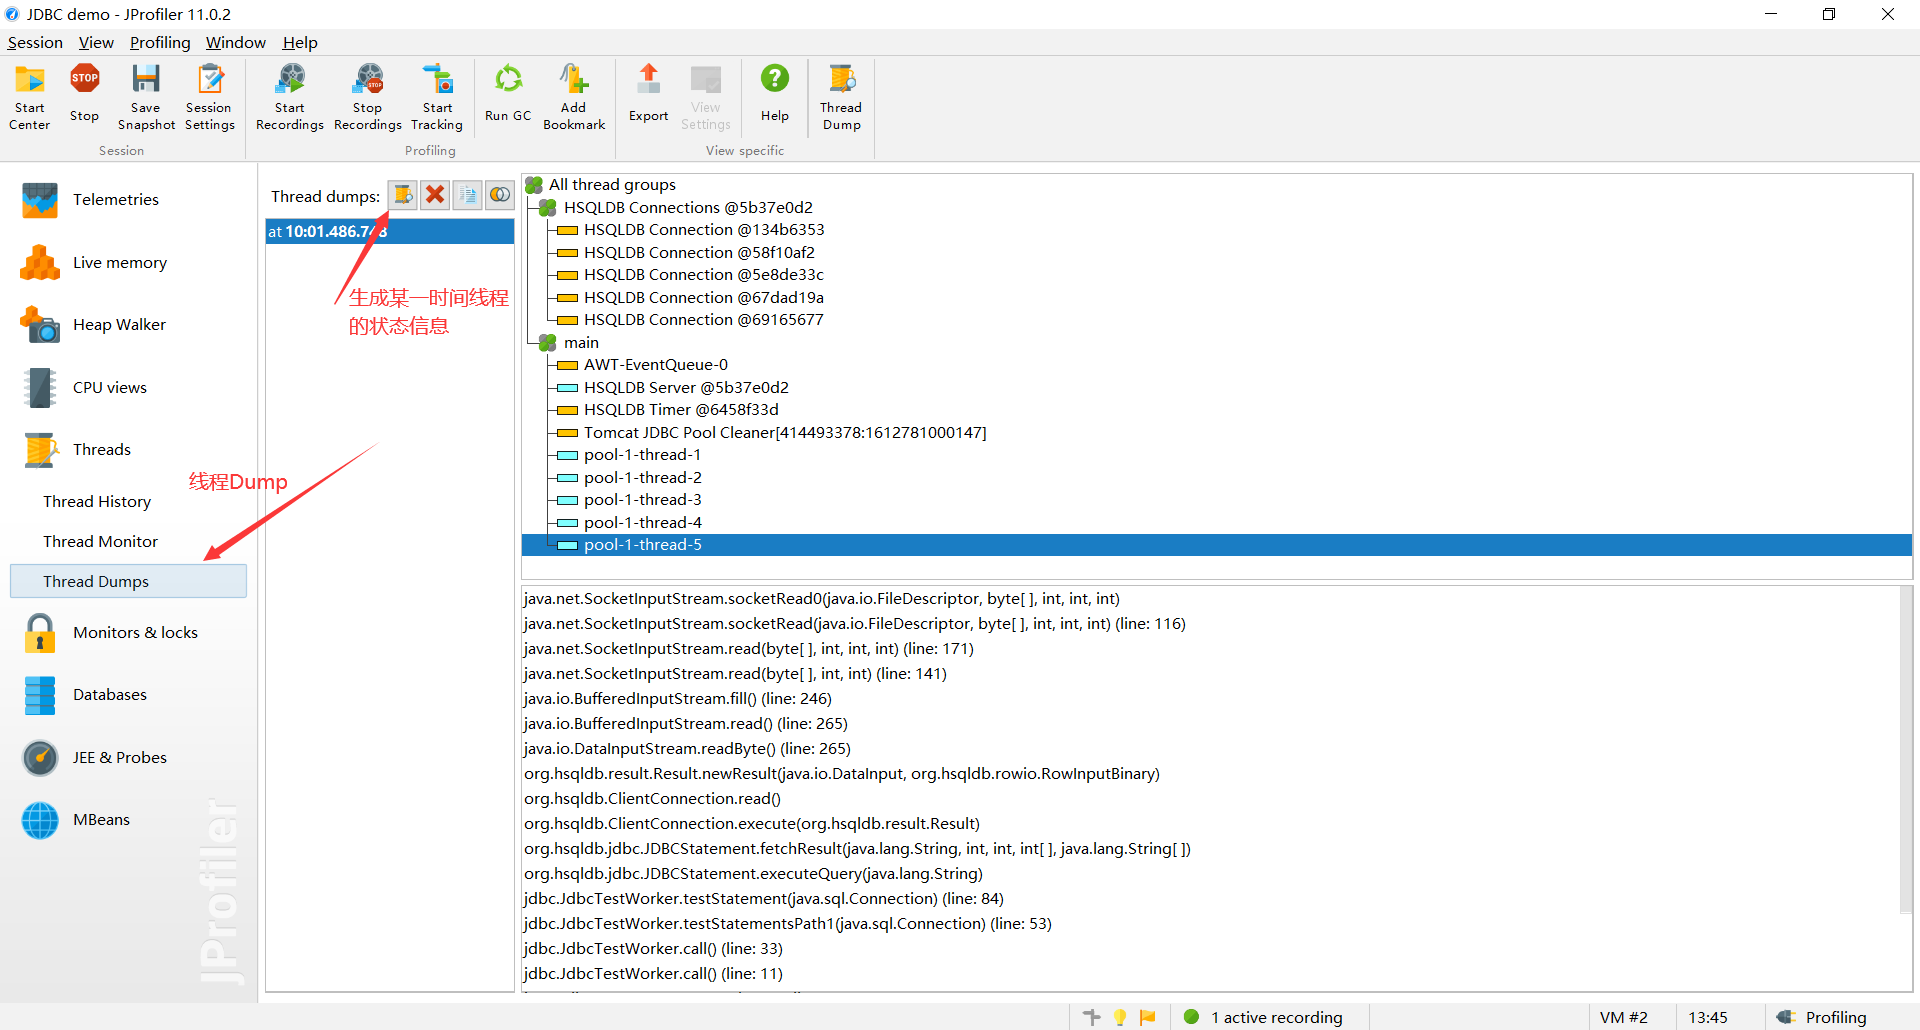 JDBC demo - JProfiler 11.0.2
Session View Profiling Window Help
Start Center
Stop
Save Snapshot
Session Settings
Start Recordings
Stop Recordings
Start Tracking
Run GC
Add Bookmark
Export
View Settings
Help
Thread Dump
Session
Profiling
View specific
Telemetries
Live memory
Heap Walker
CPU views
Threads
线程Dump
Thread History
Thread Monitor
Thread Dumps
Monitors & locks
Databases
JEE & Probes
MBeans
JProfiler
Thread dumps:
at 10:01.486.748
生成某一时间线程
的状态信息
All thread groups
HSQLDB Connections @5b37e0d2
HSQLDB Connection @134b6353
HSQLDB Connection @58f10af2
HSQLDB Connection @5e8de33c
HSQLDB Connection @67dad19a
HSQLDB Connection @69165677
main
AWT-EventQueue-0
HSQLDB Server @5b37e0d2
HSQLDB Timer @6458f33d
Tomcat JDBC Pool Cleaner[414493378:1612781000147]
pool-1-thread-1
pool-1-thread-2
pool-1-thread-3
pool-1-thread-4
pool-1-thread-5
java.net.SocketInputStream.socketRead0(java.io.FileDescriptor, byte[ ], int, int, int)
java.net.SocketInputStream.socketRead(java.io.FileDescriptor, byte[ ], int, int, int) (line: 116)
java.net.SocketInputStream.read(byte[ ], int, int, int) (line: 171)
java.net.SocketInputStream.read(byte[ ], int, int) (line: 141)
java.io.BufferedInputStream.fill() (line: 246)
java.io.BufferedInputStream.read() (line: 265)
java.io.DataInputStream.readByte() (line: 265)
org.hsqldb.result.Result.newResult(java.io.DataInput, org.hsqldb.rowio.RowInputBinary)
org.hsqldb.ClientConnection.read()
org.hsqldb.ClientConnection.execute(org.hsqldb.result.Result)
org.hsqldb.jdbc.JDBCStatement.fetchResult(java.lang.String, int, int, int[ ], java.lang.String[ ])
org.hsqldb.jdbc.JDBCStatement.executeQuery(java.lang.String)
jdbc.JdbcTestWorker.testStatement(java.sql.Connection) (line: 84)
jdbc.JdbcTestWorker.testStatementsPath1(java.sql.Connection) (line: 53)
jdbc.JdbcTestWorker.call() (line: 33)
jdbc.JdbcTestWorker.call() (line: 11)
1 active recording
VM #2
13:45
Profiling